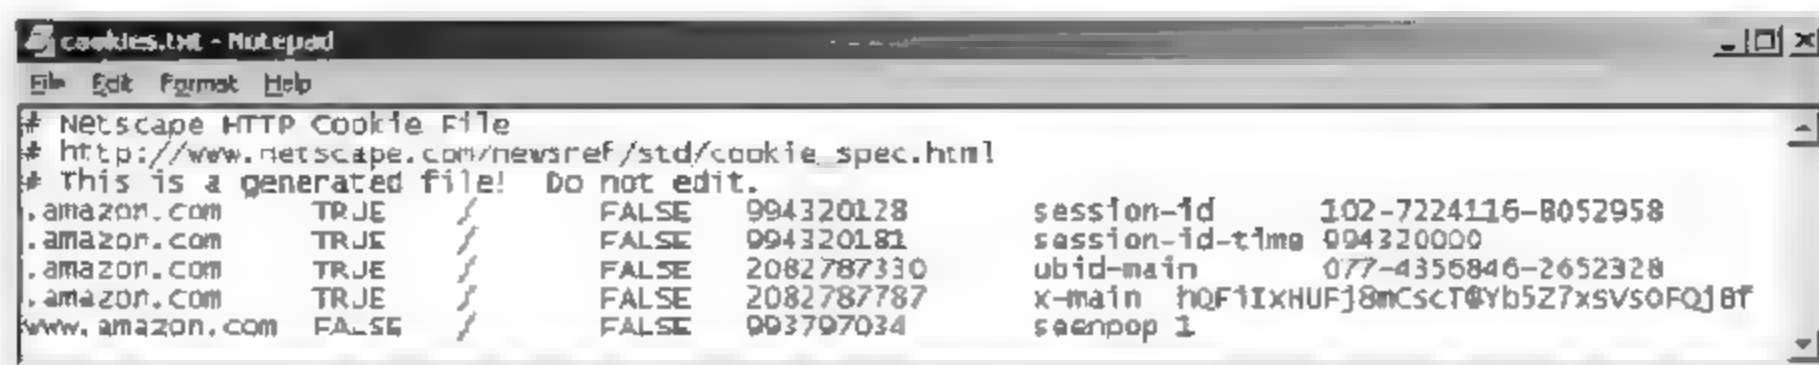 cookies.txt - Notepad
File Edit Format Help
# Netscape HTTP Cookie File
# http://www.netscape.com/newsref/std/cookie_spec.html
# This is a generated file! Do not edit.
.amazon.com TRUE / FALSE 994320128 session-id 102-7224116-8052958
.amazon.com TRUE / FALSE 994320181 session-id-time 994320000
.amazon.com TRUE / FALSE 2082787330 ubid-main 077-4356846-2652328
.amazon.com TRUE / FALSE 2082787787 x-main
www.amazon.com FALSE / FALSE 993797034 seenpop 1